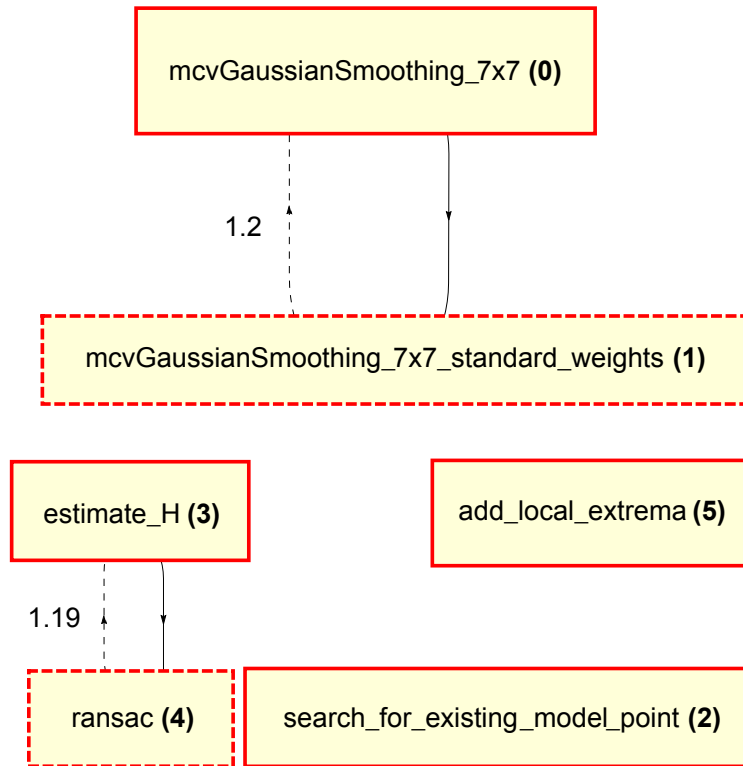 mcvGaussianSmoothing_7x7 (0)
1.2
mcvGaussianSmoothing_7x7_standard_weights (1)
estimate_H (3)
add_local_extrema (5)
1.19
ransac (4)
search_for_existing_model_point (2)